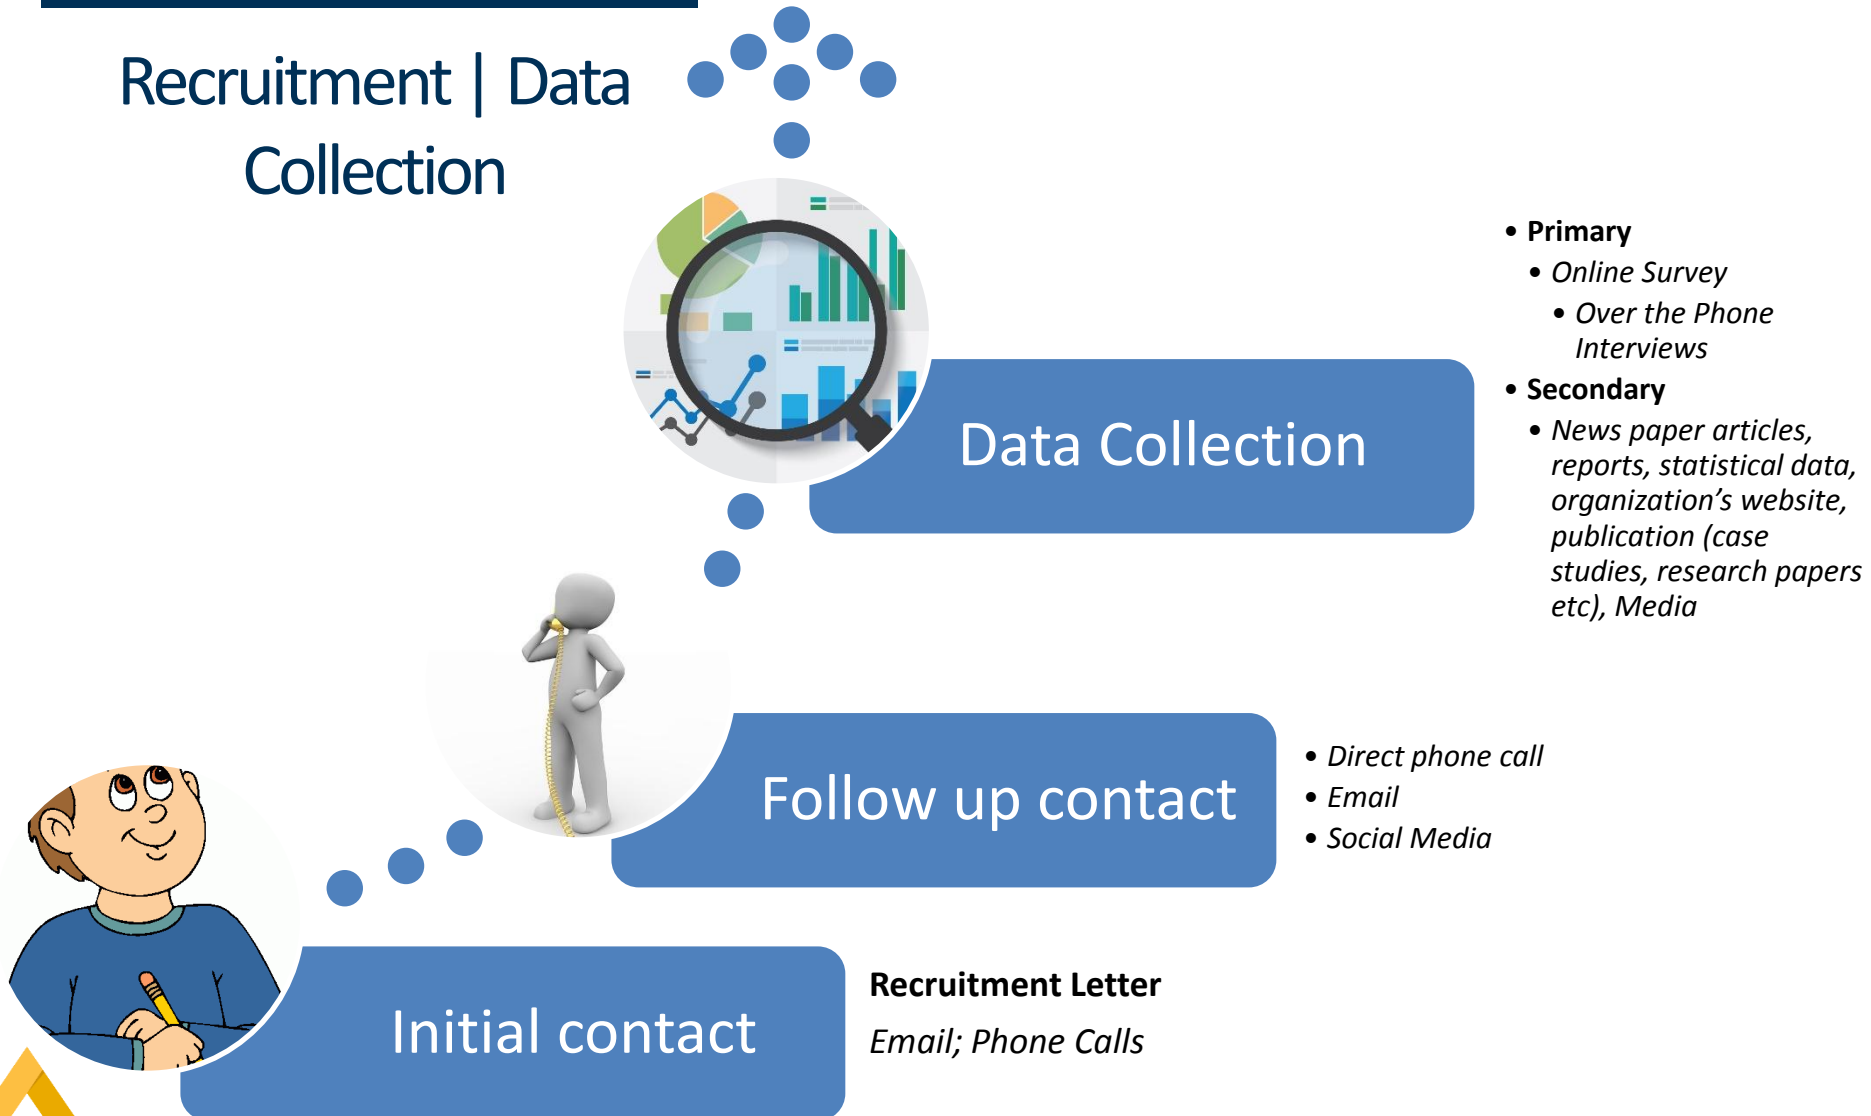 Recruitment | Data
Collection
• Primary
• Online Survey
• Over the Phone
Interviews
• Secondary
• News paper articles,
reports, statistical data,
organization’s website,
publication (case
studies, research papers
etc), Media
Data Collection
Follow up contact
• Direct phone call
• Email
• Social Media
Initial contact
Recruitment Letter
Email; Phone Calls